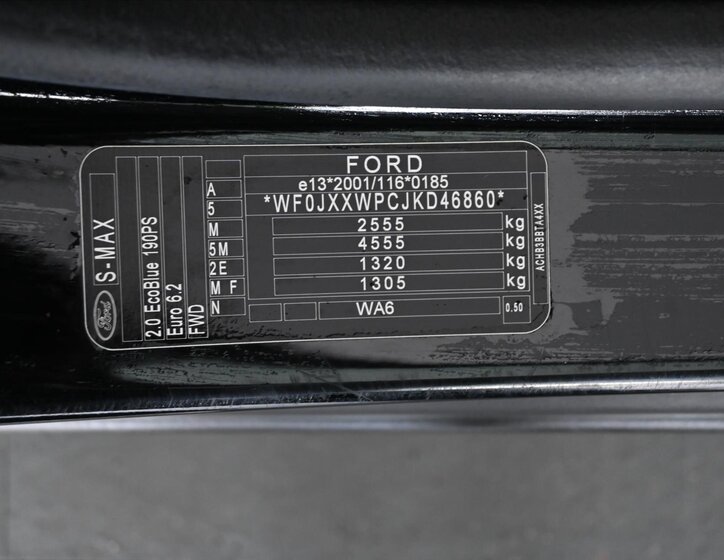 FORD
e13*2001/116*0185
*WF0JXXWPCJKD46860*
2555 kg
4555 kg
1320 kg
1305 kg
WA6
0.50
A
5
M
5M
2E
M F
N
Ford
S-MAX
2.0 EcoBlue 190PS
Euro 6.2
FWD
ACHB3BBTA4XX